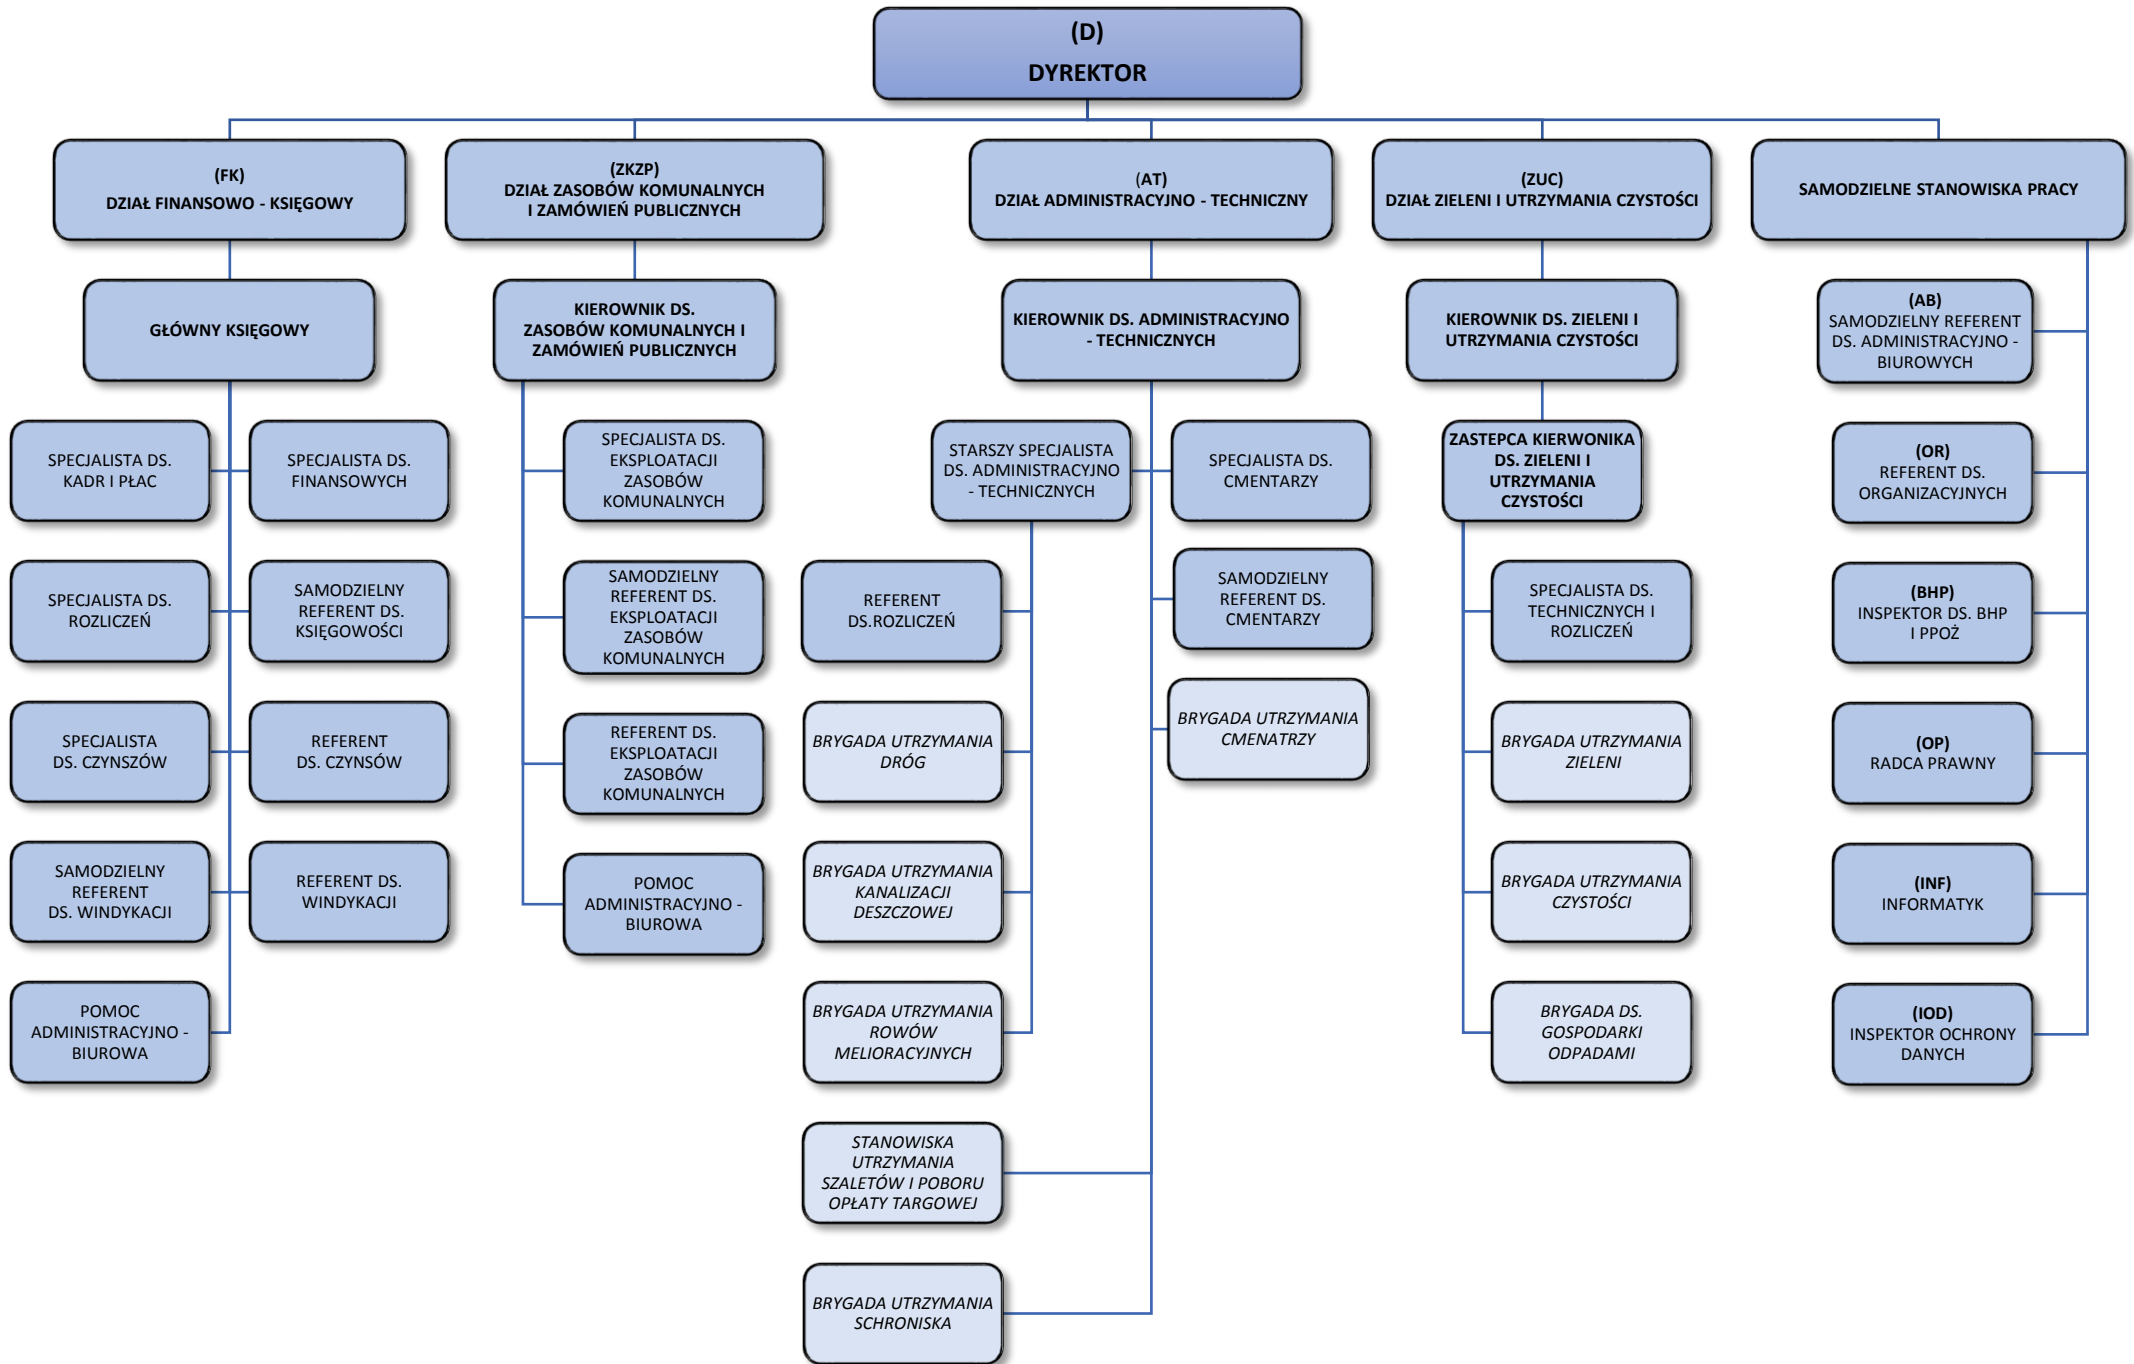 (D)
DYREKTOR
(FK)
DZIAŁ FINANSOWO - KSIĘGOWY
(ZKZP)
DZIAŁ ZASOBÓW KOMUNALNYCH
I ZAMÓWIEŃ PUBLICZNYCH
(AT)
DZIAŁ ADMINISTRACYJNO - TECHNICZNY
(ZUC)
DZIAŁ ZIELENI I UTRZYMANIA CZYSTOŚCI
SAMODZIELNE STANOWISKA PRACY
GŁÓWNY KSIĘGOWY
KIEROWNIK DS.
ZASOBÓW KOMUNALNYCH I
ZAMÓWIEŃ PUBLICZNYCH
KIEROWNIK DS. ADMINISTRACYJNO
- TECHNICZNYCH
KIEROWNIK DS. ZIELENI I
UTRZYMANIA CZYSTOŚCI
(AB)
SAMODZIELNY REFERENT
DS. ADMINISTRACYJNO -
BIUROWYCH
SPECJALISTA DS.
KADR I PŁAC
SPECJALISTA DS.
FINANSOWYCH
SPECJALISTA DS.
EKSPLOATACJI
ZASOBÓW
KOMUNALNYCH
STARSZY SPECJALISTA
DS. ADMINISTRACYJNO
- TECHNICZNYCH
SPECJALISTA DS.
CMENTARZY
ZASTEPCA KIERWONIKA
DS. ZIELENI I
UTRZYMANIA
CZYSTOŚCI
(OR)
REFERENT DS.
ORGANIZACYJNYCH
SPECJALISTA DS.
ROZLICZEŃ
SAMODZIELNY
REFERENT DS.
KSIĘGOWOŚCI
SAMODZIELNY
REFERENT DS.
EKSPLOATACJI
ZASOBÓW
KOMUNALNYCH
REFERENT
DS.ROZLICZEŃ
SAMODZIELNY
REFERENT DS.
CMENTARZY
SPECJALISTA DS.
TECHNICZNYCH I
ROZLICZEŃ
(BHP)
INSPEKTOR DS. BHP
I PPOŻ
SPECJALISTA
DS. CZYNSZÓW
REFERENT
DS. CZYNSÓW
REFERENT DS.
EKSPLOATACJI
ZASOBÓW
KOMUNALNYCH
BRYGADA UTRZYMANIA
DRÓG
BRYGADA UTRZYMANIA
CMENATRZY
BRYGADA UTRZYMANIA
ZIELENI
(OP)
RADCA PRAWNY
SAMODZIELNY
REFERENT
DS. WINDYKACJI
REFERENT DS.
WINDYKACJI
POMOC
ADMINISTRACYJNO -
BIUROWA
BRYGADA UTRZYMANIA
KANALIZACJI
DESZCZOWEJ
BRYGADA UTRZYMANIA
CZYSTOŚCI
(INF)
INFORMATYK
POMOC
ADMINISTRACYJNO -
BIUROWA
BRYGADA UTRZYMANIA
ROWÓW
MELIORACYJNYCH
BRYGADA DS.
GOSPODARKI
ODPADAMI
(IOD)
INSPEKTOR OCHRONY
DANYCH
STANOWISKA
UTRZYMANIA
SZALETÓW I POBORU
OPŁATY TARGOWEJ
BRYGADA UTRZYMANIA
SCHRONISKA